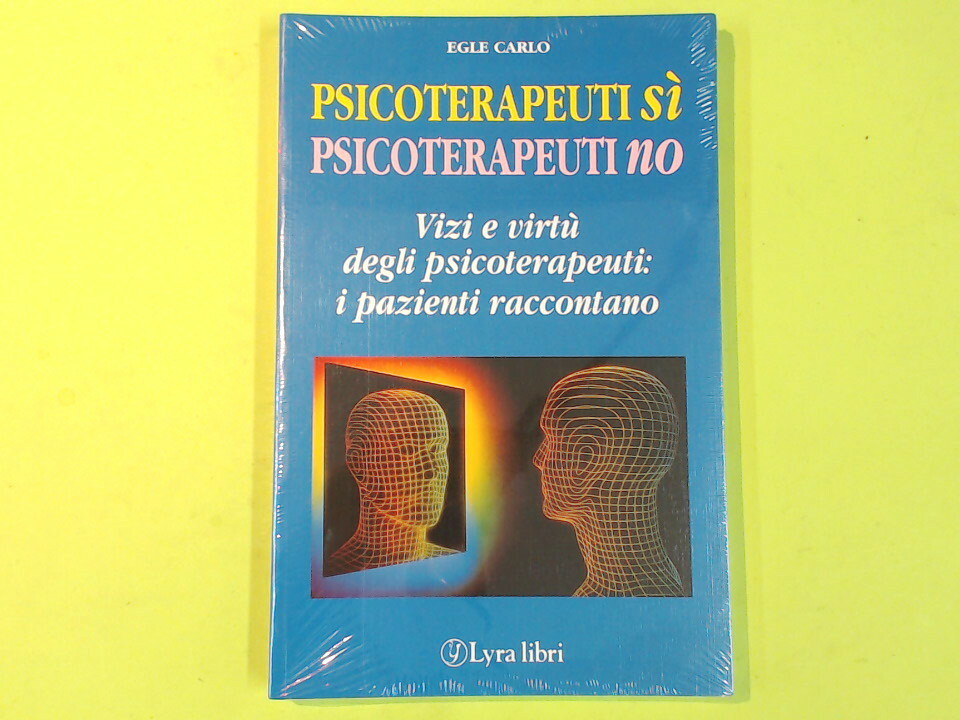 EGLE CARLO
PSICOTERAPEUTI sì
PSICOTERAPEUTI no
Vizi e virtù
degli psicoterapeuti:
i pazienti raccontano
Lyra libri